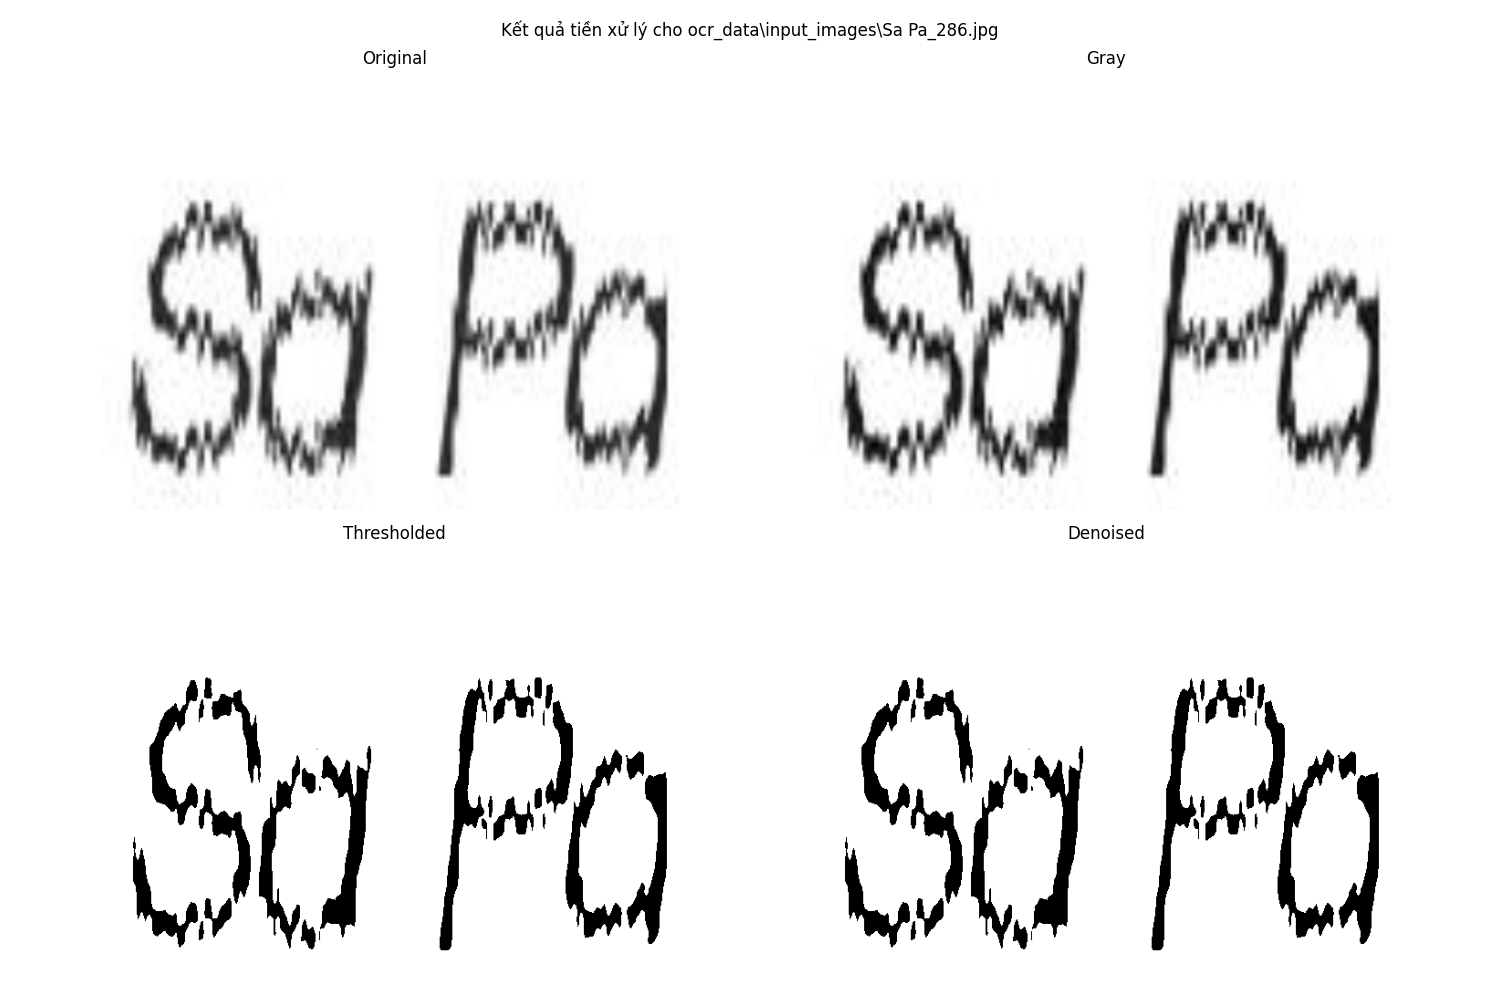 Kết quả tiền xử lý cho ocr_data\input_images\Sa Pa_286.jpg
Original
Gray
Sa Pa
Sa Pa
Thresholded
Denoised
Sa Pa
Sa Pa